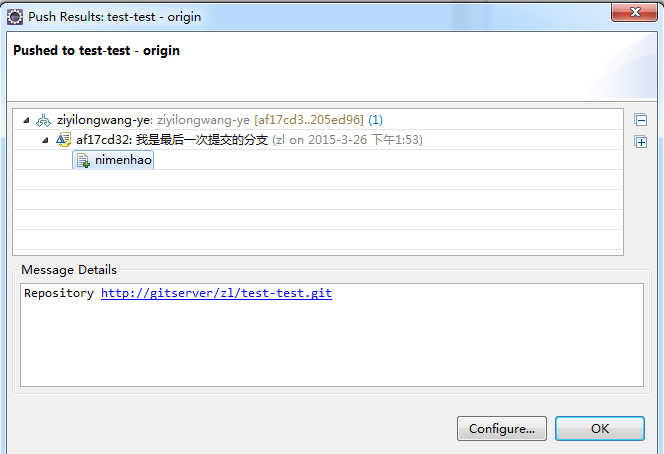 Push Results: test-test - origin
Pushed to test-test - origin
ziyilongwang-ye: ziyilongwang-ye [af17cd3..205ed96] (1)
af17cd32: 我是最后一次提交的分支 (zl on 2015-3-26 下午1:53)
nimenhao
Message Details
Repository http://gitserver/zl/test-test.git
Configure... OK